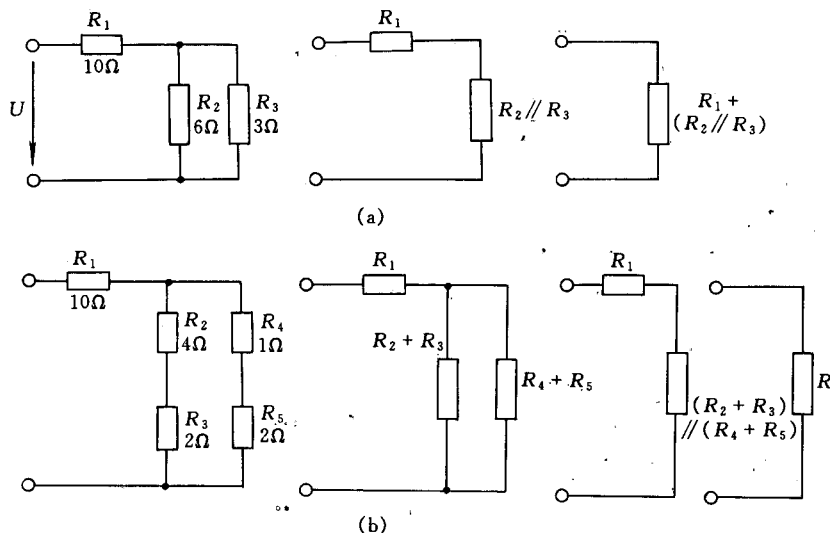 R₁
10Ω
U
R₂
6Ω
R₃
3Ω
R₁
R₂∥R₃
R₁+
(R₂∥R₃)
(a)
R₁
10Ω
R₂
4Ω
R₃
2Ω
R₄
1Ω
R₅
2Ω
R₁
R₂+R₃
R₄+R₅
R₁
(R₂+R₃)
∥(R₄+R₅)
R
(b)